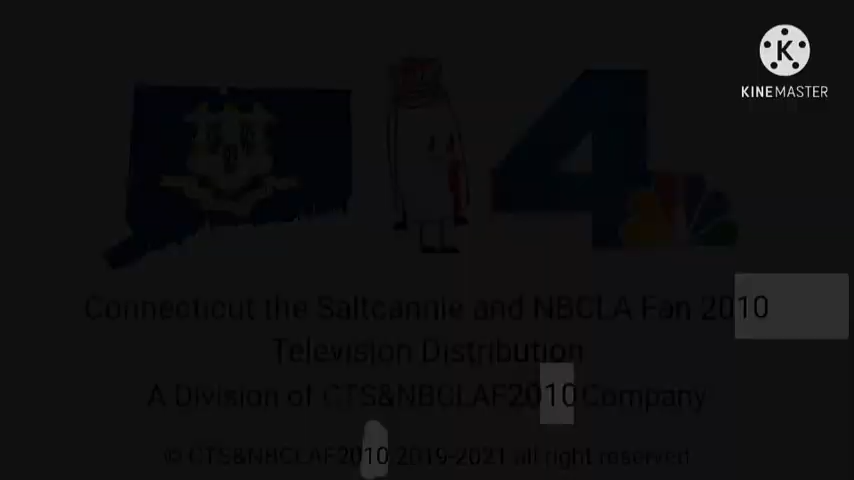 KINEMASTER
4
Connecticut the Saltcannie and NBCLA Fan 2010
Television Distribution
A Division of CTS&NBCLAF2010 Company
© CTS&NBCLAF2010 2019-2021 all right reserved